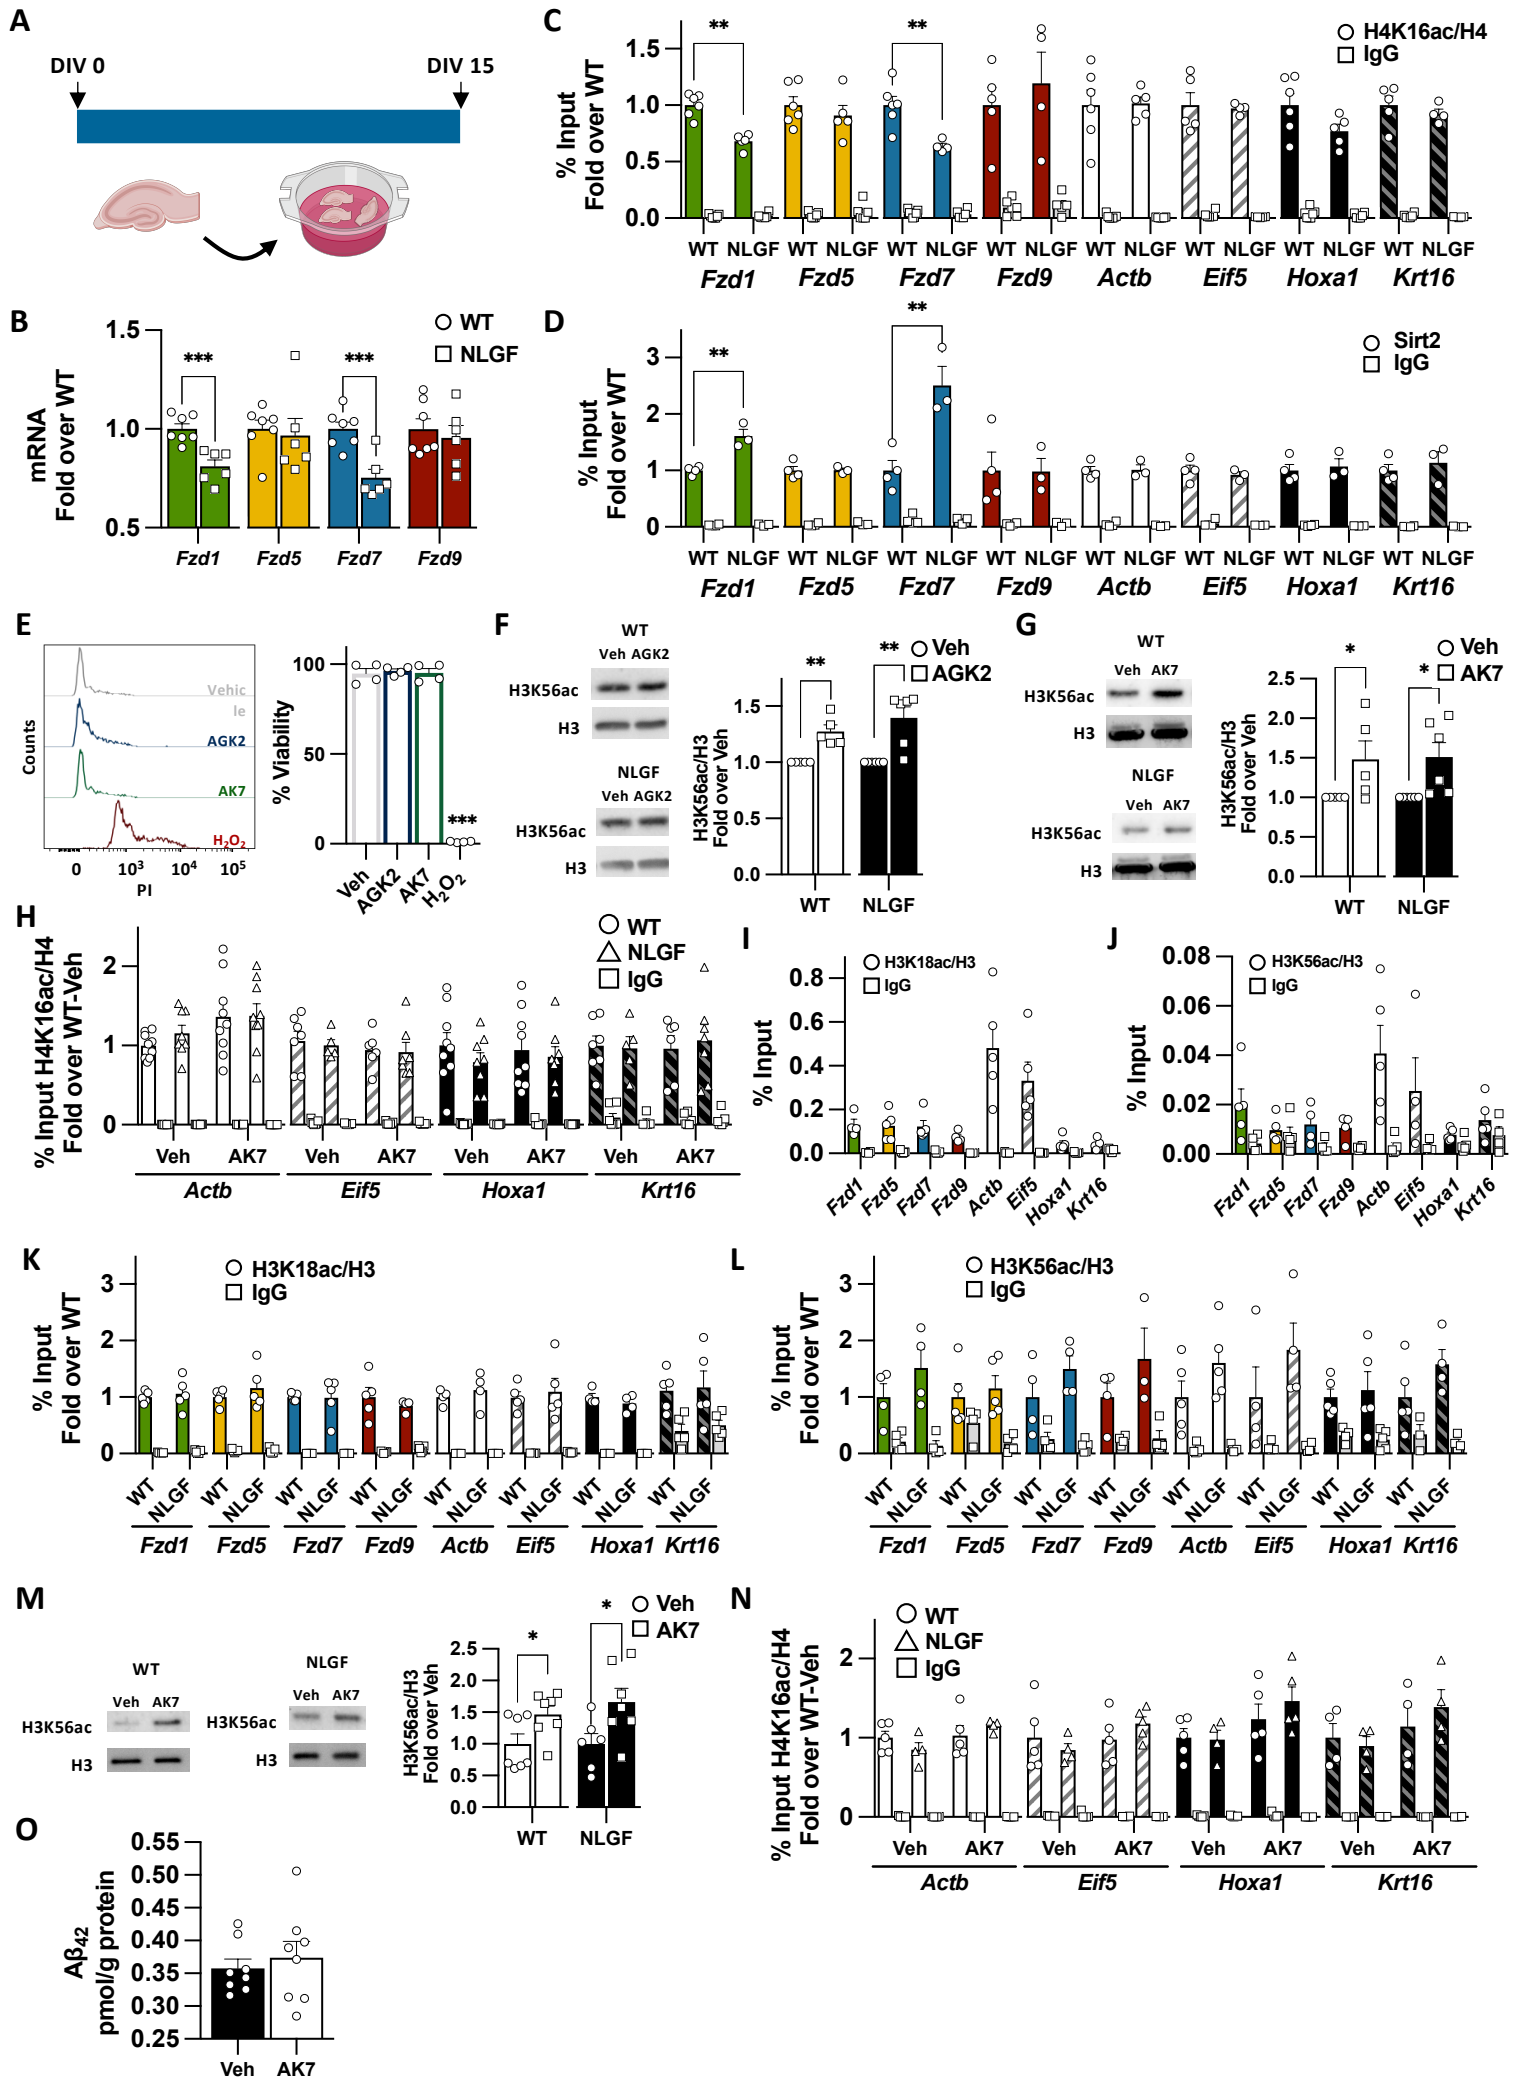 A
DIV 0
DIV 15
B
mRNA
Fold over WT
1.5
1.0
0.5
WT
NLGF
***
***
Fzd1
Fzd5
Fzd7
Fzd9
C
% Input
Fold over WT
1.5
1.0
0.5
0.0
**
**
H4K16ac/H4
IgG
WT NLGF WT NLGF WT NLGF WT NLGF WT NLGF WT NLGF WT NLGF WT NLGF
Fzd1 Fzd5 Fzd7 Fzd9 Actb Eif5 Hoxa1 Krt16
D
% Input
Fold over WT
3
2
1
0
**
**
Sirt2
IgG
WT NLGF WT NLGF WT NLGF WT NLGF WT NLGF WT NLGF WT NLGF WT NLGF
Fzd1 Fzd5 Fzd7 Fzd9 Actb Eif5 Hoxa1 Krt16
E
Counts
Vehic
le
AGK2
AK7
H2O2
0 10³ 10⁴ 10⁵
PI
% Viability
100
50
0
***
Veh
AGK2
AK7
H2O2
F
WT
Veh AGK2
H3K56ac
H3
NLGF
Veh AGK2
H3K56ac
H3
H3K56ac/H3
Fold over Veh
1.5
1.0
0.5
0.0
**
**
Veh
AGK2
WT
NLGF
G
WT
Veh AK7
H3K56ac
H3
NLGF
Veh AK7
H3K56ac
H3
H3K56ac/H3
Fold over Veh
2.5
2.0
1.5
1.0
0.5
0.0
*
*
Veh
AK7
WT
NLGF
H
% Input H4K16ac/H4
Fold over WT-Veh
2
1
0
WT
NLGF
IgG
Veh AK7 Veh AK7 Veh AK7 Veh AK7
Actb Eif5 Hoxa1 Krt16
I
% Input
0.8
0.6
0.4
0.2
0.0
H3K18ac/H3
IgG
Fzd1 Fzd5 Fzd7 Fzd9 Actb Eif5 Hoxa1 Krt16
J
% Input
0.08
0.06
0.04
0.02
0.00
H3K56ac/H3
IgG
Fzd1 Fzd5 Fzd7 Fzd9 Actb Eif5 Hoxa1 Krt16
K
% Input
Fold over WT
3
2
1
0
H3K18ac/H3
IgG
WT NLGF WT NLGF WT NLGF WT NLGF WT NLGF WT NLGF WT NLGF WT NLGF
Fzd1 Fzd5 Fzd7 Fzd9 Actb Eif5 Hoxa1 Krt16
L
% Input
Fold over WT
3
2
1
0
H3K56ac/H3
IgG
WT NLGF WT NLGF WT NLGF WT NLGF WT NLGF WT NLGF WT NLGF WT NLGF
Fzd1 Fzd5 Fzd7 Fzd9 Actb Eif5 Hoxa1 Krt16
M
WT
Veh AK7
H3K56ac
H3
NLGF
Veh AK7
H3K56ac
H3
H3K56ac/H3
Fold over Veh
2.5
2.0
1.5
1.0
0.5
0.0
*
*
Veh
AK7
WT
NLGF
N
% Input H4K16ac/H4
Fold over WT-Veh
2
1
0
WT
NLGF
IgG
Veh AK7 Veh AK7 Veh AK7 Veh AK7
Actb Eif5 Hoxa1 Krt16
O
Aβ42
pmol/g protein
0.55
0.50
0.45
0.40
0.35
0.30
0.25
Veh AK7